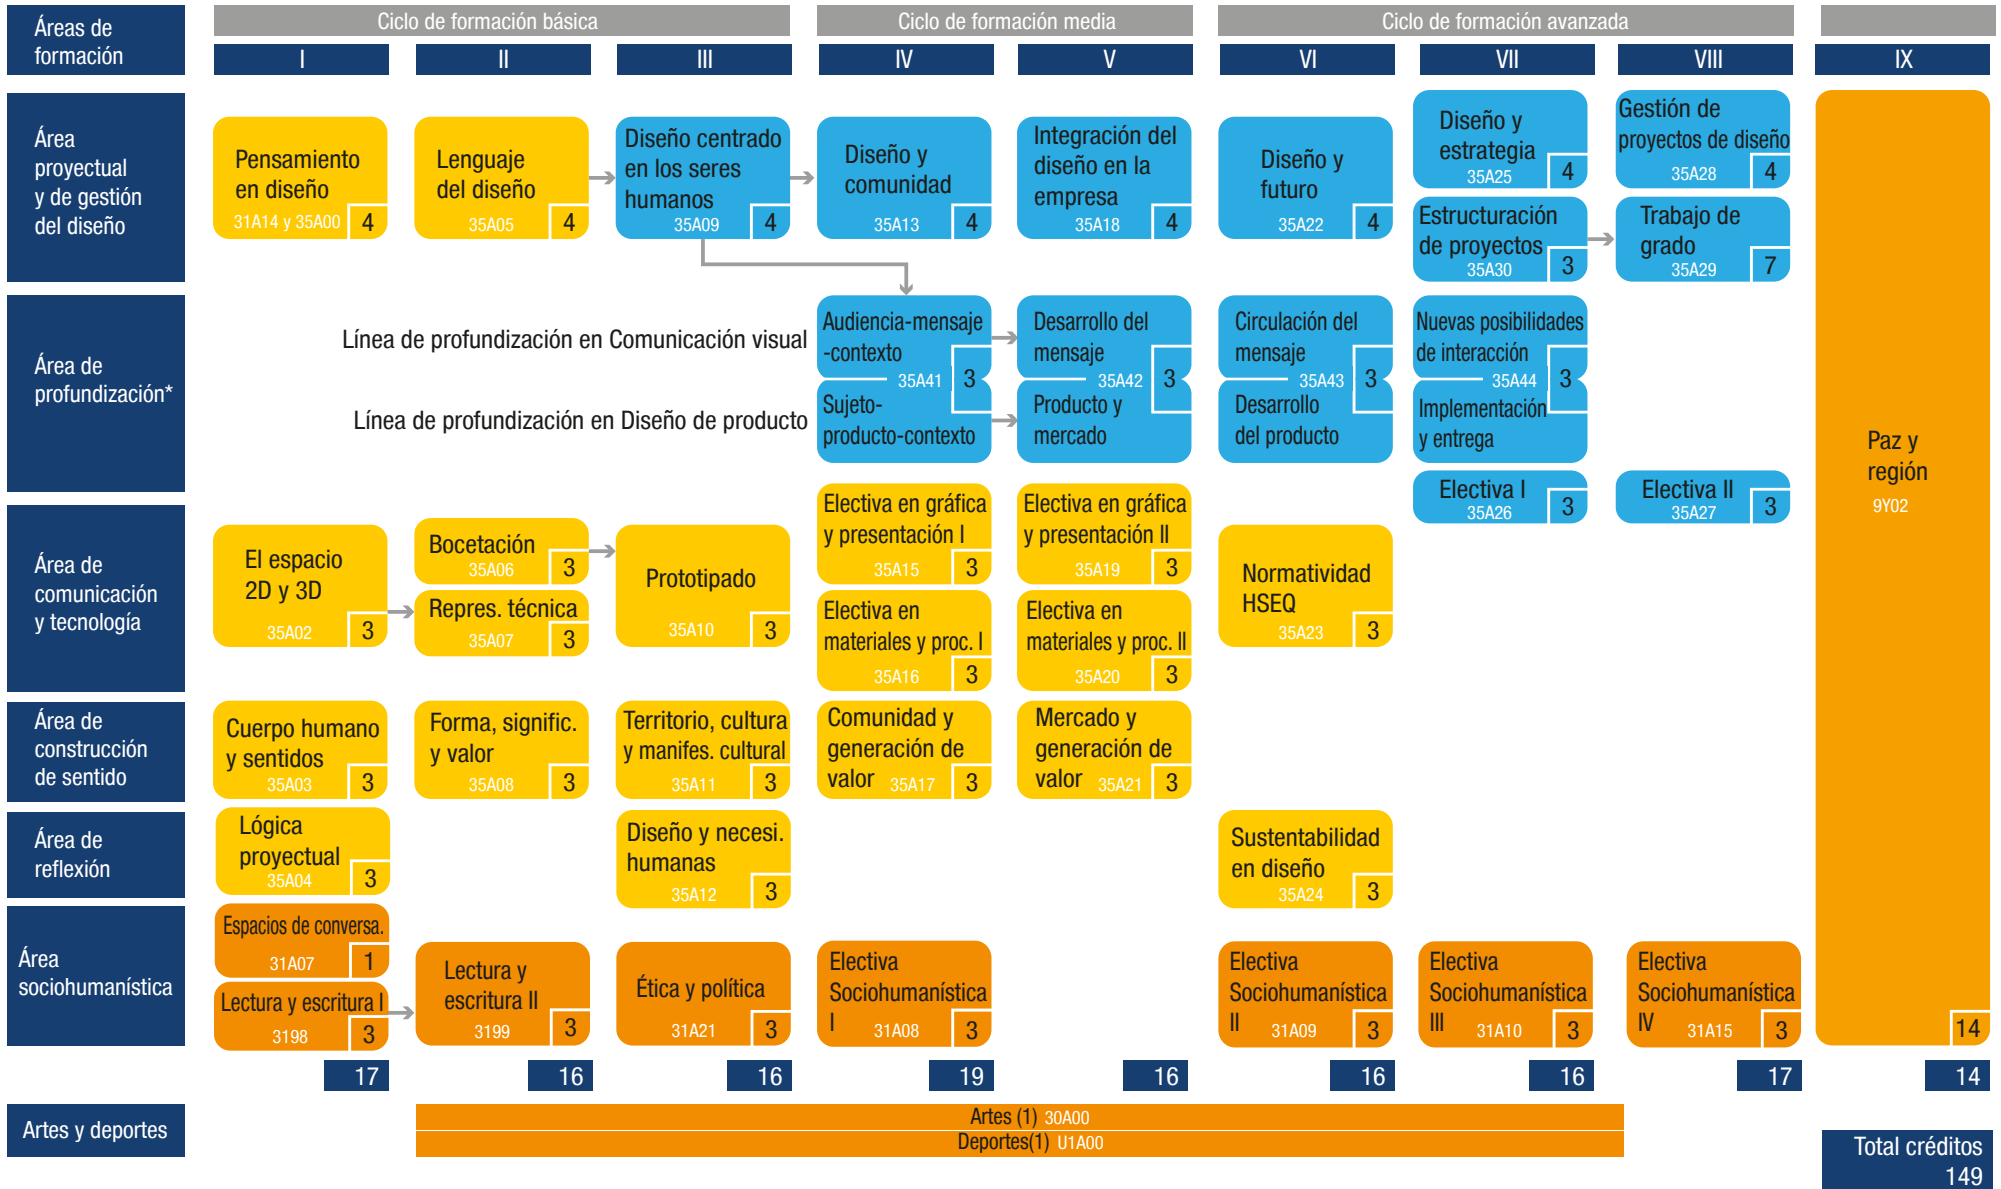 Áreas de
formación
Ciclo de formación básica
Ciclo de formación media
Ciclo de formación avanzada
I
II
III
IV
V
VI
VII
VIII
IX
Área
proyectual
y de gestión
del diseño
Pensamiento
en diseño
31A14 y 35A00
4
Lenguaje
del diseño
35A05
4
Diseño centrado
en los seres
humanos
35A09
4
Diseño y
comunidad
35A13
4
Integración del
diseño en la
empresa
35A18
4
Diseño y
futuro
35A22
4
Diseño y
estrategia
35A25
4
Gestión de
proyectos de diseño
35A28
4
Estructuración
de proyectos
35A30
3
Trabajo de
grado
35A29
7
Área de
profundización*
Línea de profundización en Comunicación visual
Audiencia-mensaje
-contexto
35A41
3
Desarrollo del
mensaje
35A42
3
Circulación del
mensaje
35A43
3
Nuevas posibilidades
de interacción
35A44
3
Línea de profundización en Diseño de producto
Sujeto-
producto-contexto
Producto y
mercado
Desarrollo
del producto
Implementación
y entrega
Electiva I
35A26
3
Electiva II
35A27
3
Paz y
región
9Y02
14
Área de
comunicación
y tecnología
El espacio
2D y 3D
35A02
3
Bocetación
35A06
3
Repres. técnica
35A07
3
Prototipado
35A10
3
Electiva en gráfica
y presentación I
35A15
3
Electiva en gráfica
y presentación II
35A19
3
Electiva en
materiales y proc. I
35A16
3
Electiva en
materiales y proc. II
35A20
3
Normatividad
HSEQ
35A23
3
Área de
construcción
de sentido
Cuerpo humano
y sentidos
35A03
3
Forma, signific.
y valor
35A08
3
Territorio, cultura
y manifes. cultural
35A11
3
Comunidad y
generación de
valor 35A17
3
Mercado y
generación de
valor 35A21
3
Área de
reflexión
Lógica
proyectual
35A04
3
Diseño y necesi.
humanas
35A12
3
Sustentabilidad
en diseño
35A24
3
Área
sociohumanística
Espacios de conversa.
31A07
1
Lectura y escritura I
3198
3
Lectura y
escritura II
3199
3
Ética y política
31A21
3
Electiva
Sociohumanística
I 31A08
3
Electiva
Sociohumanística
II 31A09
3
Electiva
Sociohumanística
III 31A10
3
Electiva
Sociohumanística
IV 31A15
3
17
16
16
19
16
16
16
17
14
Artes y deportes
Artes (1) 30A00
Deportes(1) U1A00
Total créditos
149